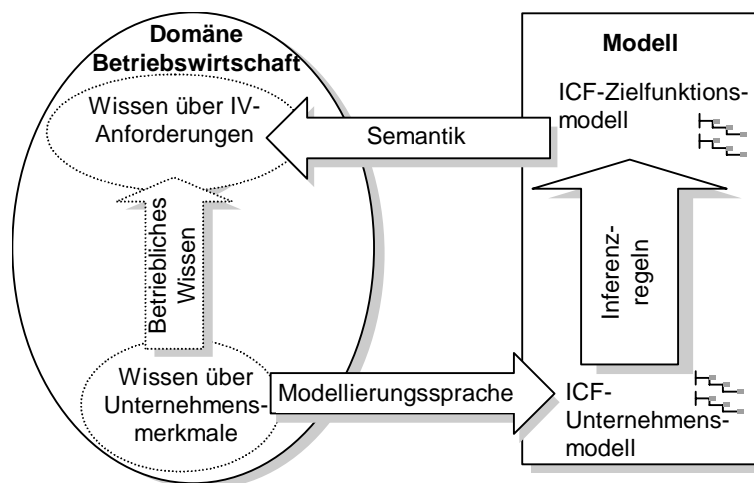 Domäne
Betriebswirtschaft
Wissen über IV-
Anforderungen
Betriebliches
Wissen
Wissen über
Unternehmens-
merkmale
Semantik
Modellierungssprache
Modell
ICF-Zielfunktions-
modell
Inferenz-
regeln
ICF-
Unternehmens-
modell